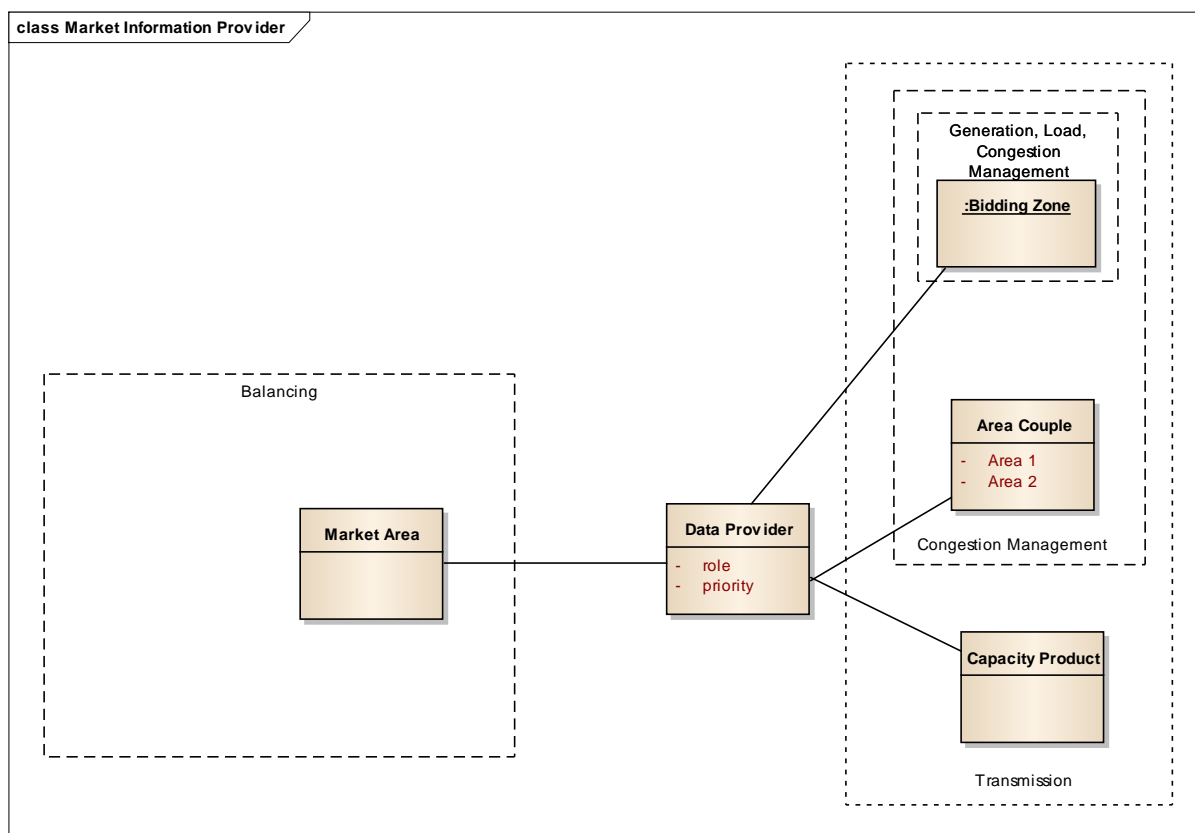 class Market Information Provider
Generation, Load,
Congestion
Management
:Bidding Zone
Balancing
Area Couple
- Area 1
- Area 2
Market Area
Data Provider
- role
- priority
Congestion Management
Capacity Product
Transmission